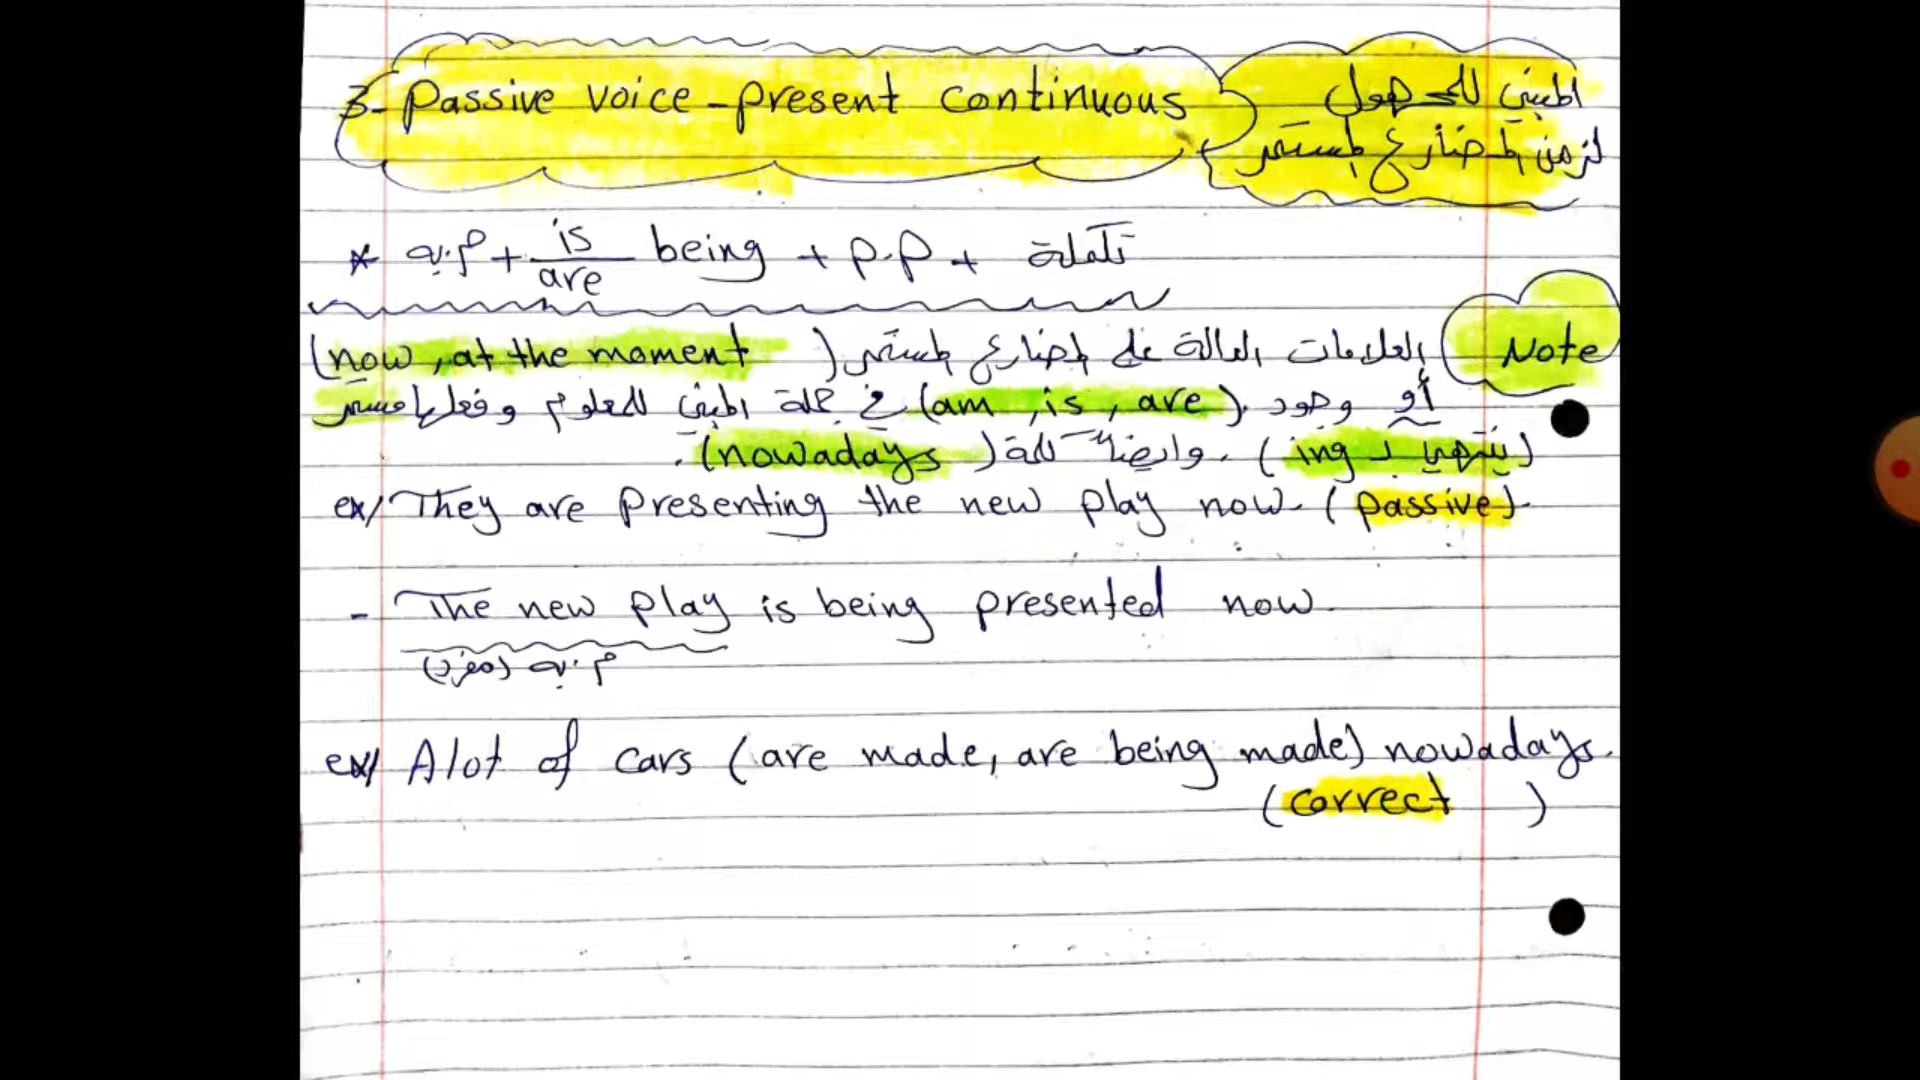 3- Passive voice - present continuous
المبني للمجهول
لزمن المضارع المستمر
* م.به + is/are being + p.p + تكملة
Note العلامات الدالة على المضارع المستمر (now, at the moment)
أو وجود (am, is, are) في جملة المبني للمعلوم وفعلها مستمر
(ينتهي بـ ing). وايضاً كلمة (nowadays).
ex/ They are presenting the new play now. (passive).
- The new play is being presented now.
م.به (مفرد)
ex/ A lot of cars (are made, are being made) nowadays.
(correct)